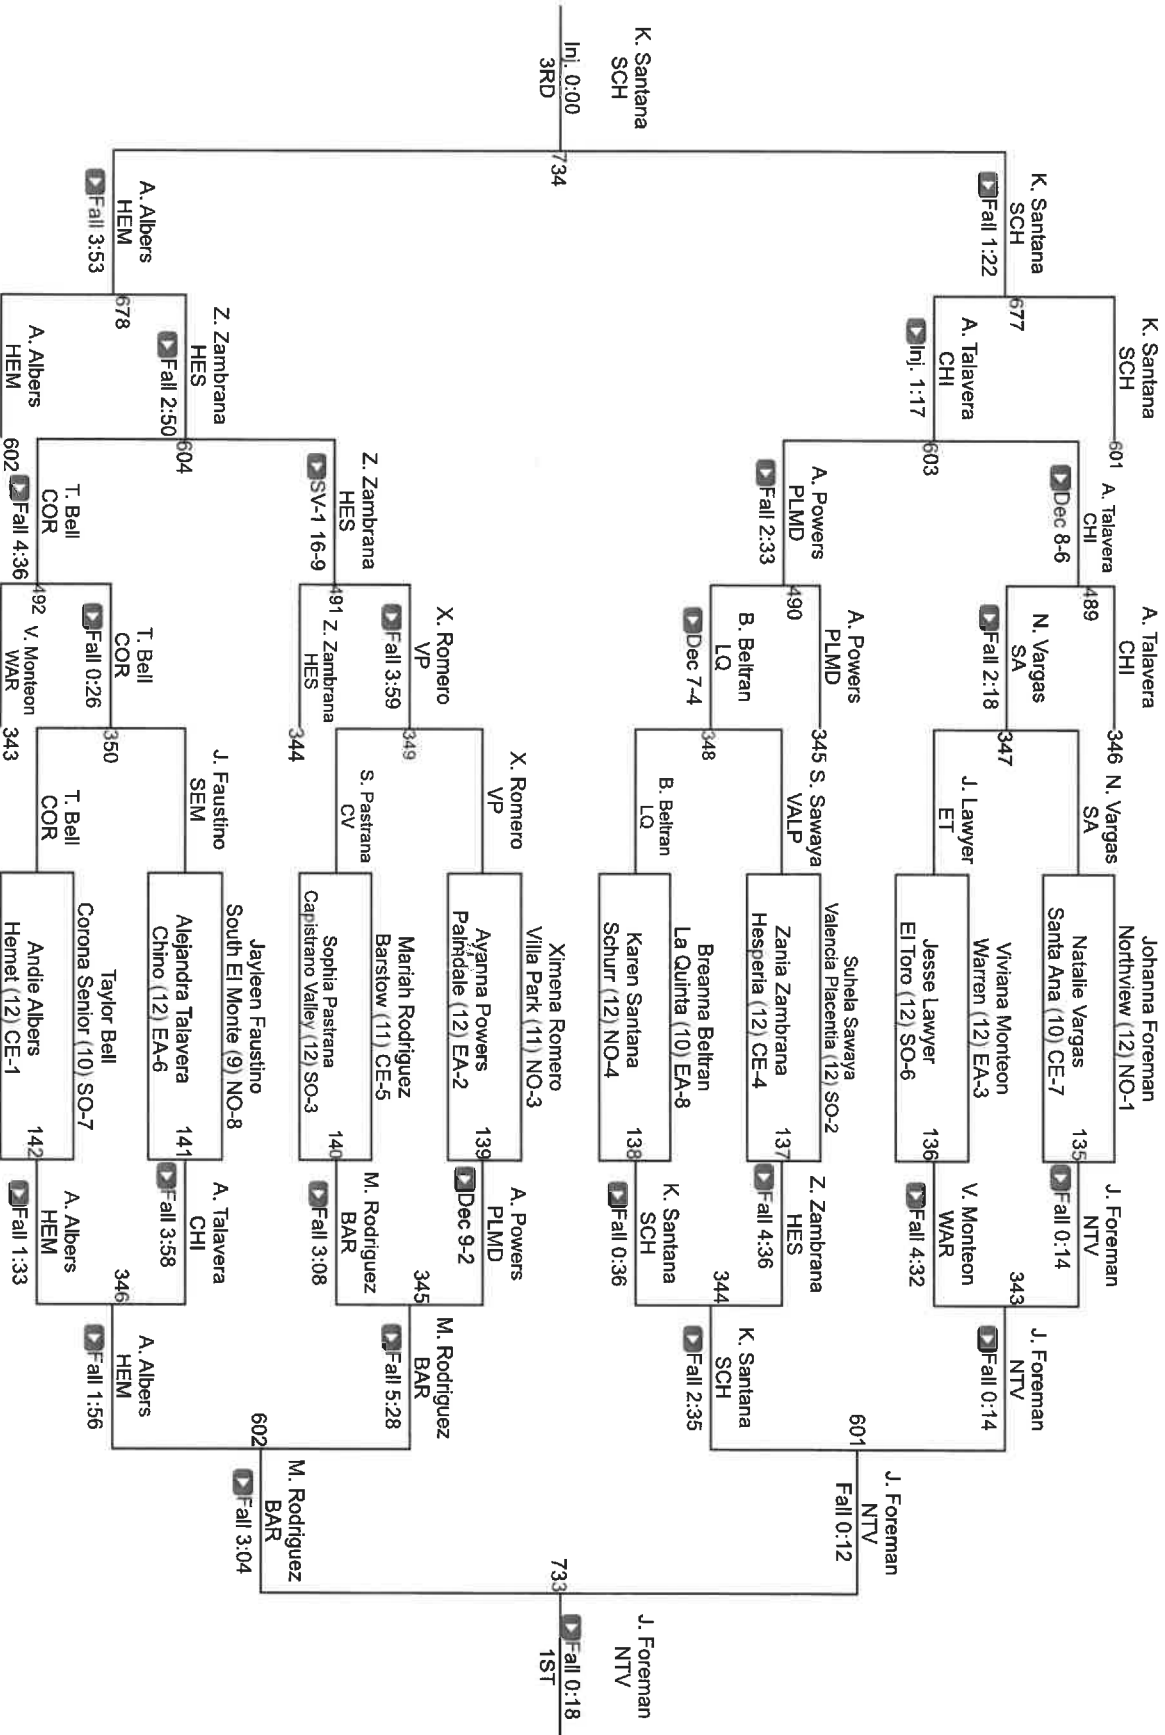 Johanna Foreman
Northview (12) NO-1
135
Natalie Vargas
Santa Ana (10) CE-7
Viviana Monteon
Warren (12) EA-3
136
Jesse Lawyer
El Toro (12) SO-6
Suhela Sawaya
Valencia Placentia (12) SO-2
137
Zania Zambrana
Hesperia (12) CE-4
Breanna Beltran
La Quinta (10) EA-8
138
Karen Santana
Schurr (12) NO-4
Ximena Romero
Villa Park (11) NO-3
139
Ayanna Powers
Palmdale (12) EA-2
Mariah Rodriguez
Barstow (11) CE-5
140
Sophia Pastrana
Capistrano Valley (12) SO-3
Jayleen Faustino
South El Monte (9) NO-8
141
Alejandra Talavera
Chino (12) EA-6
Taylor Bell
Corona Senior (10) SO-7
142
Andie Albers
Hemet (12) CE-1
J. Foreman
NTV
Fall 0:14
343
V. Monteon
WAR
Fall 4:32
Z. Zambrana
HES
Fall 4:36
344
K. Santana
SCH
Fall 0:36
A. Powers
PLMD
Dec 9-2
345
M. Rodriguez
BAR
Fall 3:08
A. Talavera
CHI
Fall 3:58
346
A. Albers
HEM
Fall 1:33
J. Foreman
NTV
Fall 0:14
601
K. Santana
SCH
Fall 2:35
M. Rodriguez
BAR
Fall 5:28
602
A. Albers
HEM
Fall 1:56
J. Foreman
NTV
Fall 0:12
733
M. Rodriguez
BAR
Fall 3:04
J. Foreman
NTV
Fall 0:18
1ST
N. Vargas
SA
347
J. Lawyer
ET
S. Sawaya
VALP
348
B. Beltran
LQ
X. Romero
VP
349
S. Pastrana
CV
J. Faustino
SEM
350
T. Bell
COR
346
A. Talavera
CHI
489
N. Vargas
SA
Fall 2:18
345
A. Powers
PLMD
490
B. Beltran
LQ
Dec 7-4
X. Romero
VP
Fall 3:59
491
Z. Zambrana
HES
344
T. Bell
COR
Fall 0:26
492
V. Monteon
WAR
343
A. Talavera
CHI
Dec 8-6
603
A. Powers
PLMD
Fall 2:33
Z. Zambrana
HES
SV-1 16-9
604
T. Bell
COR
Fall 4:36
601
K. Santana
SCH
677
A. Talavera
CHI
Inj. 1:17
Z. Zambrana
HES
Fall 2:50
678
A. Albers
HEM
602
K. Santana
SCH
Fall 1:22
734
A. Albers
HEM
Fall 3:53
K. Santana
SCH
Inj. 0:00
3RD